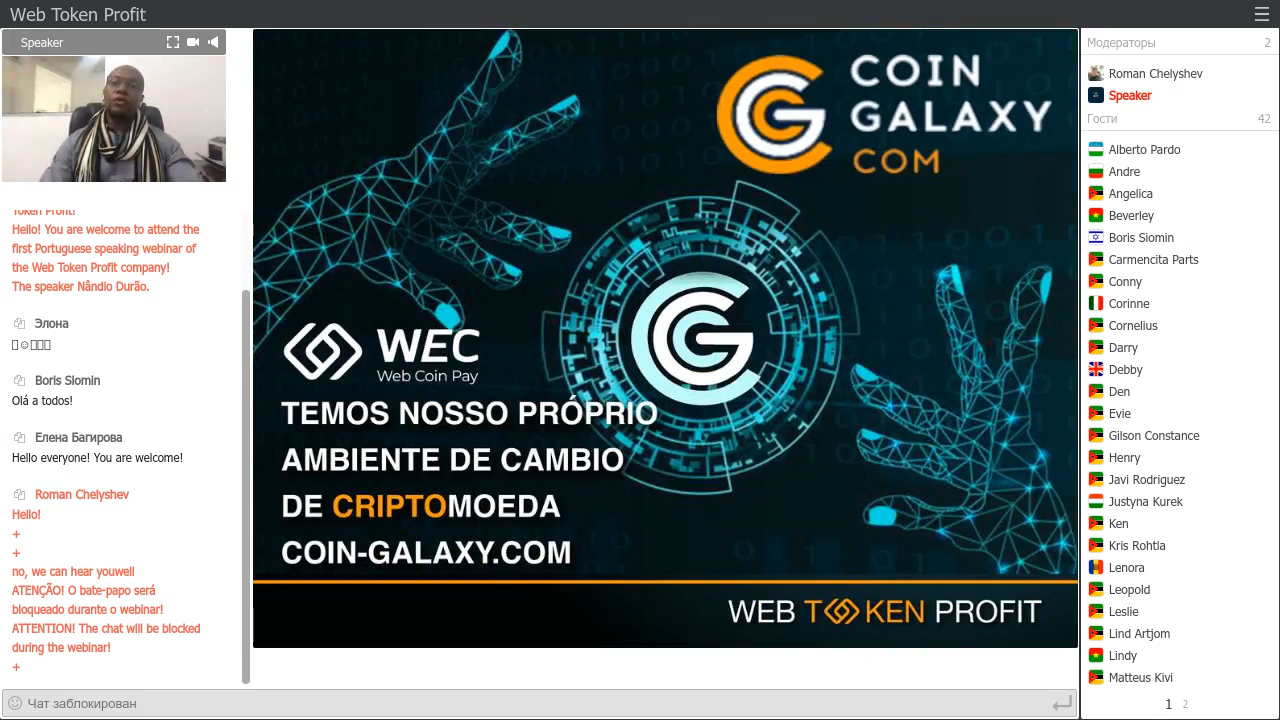 Web Token Profit
Speaker
Token Profit!
Hello! You are welcome to attend the
first Portuguese speaking webinar of
the Web Token Profit company!
The speaker Nândio Durão.
Элона
Boris Siomin
Olá a todos!
Елена Багирова
Hello everyone! You are welcome!
Roman Chelyshev
Hello!
+
+
no, we can hear youwell
ATENÇÃO! O bate-papo será
bloqueado durante o webinar!
ATTENTION! The chat will be blocked
during the webinar!
+
Чат заблокирован
COIN
GALAXY
COM
WEC
Web Coin Pay
TEMOS NOSSO PRÓPRIO
AMBIENTE DE CAMBIO
DE CRIPTOMOEDA
COIN-GALAXY.COM
WEB TOKEN PROFIT
Модераторы 2
Roman Chelyshev
Speaker
Гости 42
Alberto Pardo
Andre
Angelica
Beverley
Boris Siomin
Carmencita Parts
Conny
Corinne
Cornelius
Darry
Debby
Den
Evie
Gilson Constance
Henry
Javi Rodriguez
Justyna Kurek
Ken
Kris Rohtla
Lenora
Leopold
Leslie
Lind Artjom
Lindy
Matteus Kivi
1 2